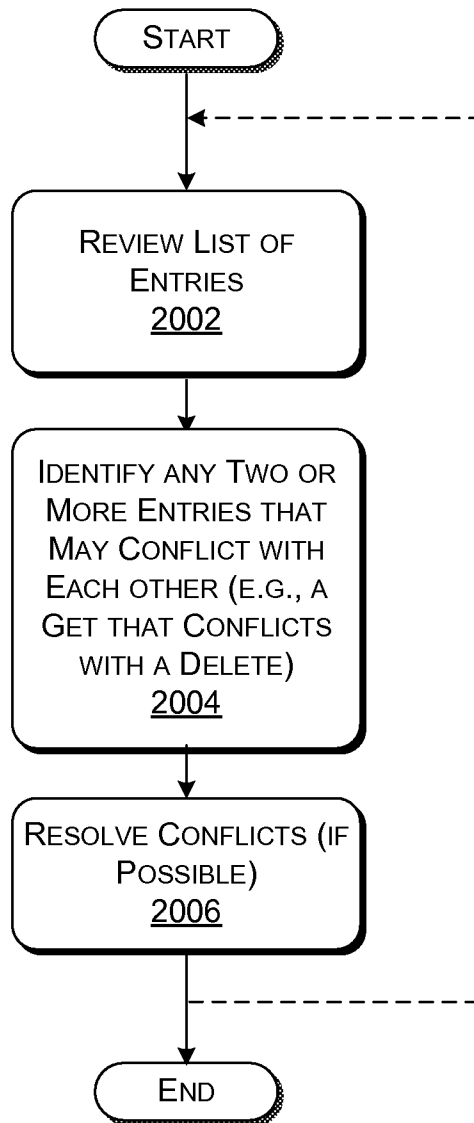 START
REVIEW LIST OF
ENTRIES
2002
IDENTIFY ANY TWO OR
MORE ENTRIES THAT
MAY CONFLICT WITH
EACH OTHER (E.G., A
GET THAT CONFLICTS
WITH A DELETE)
2004
RESOLVE CONFLICTS (IF
POSSIBLE)
2006
END